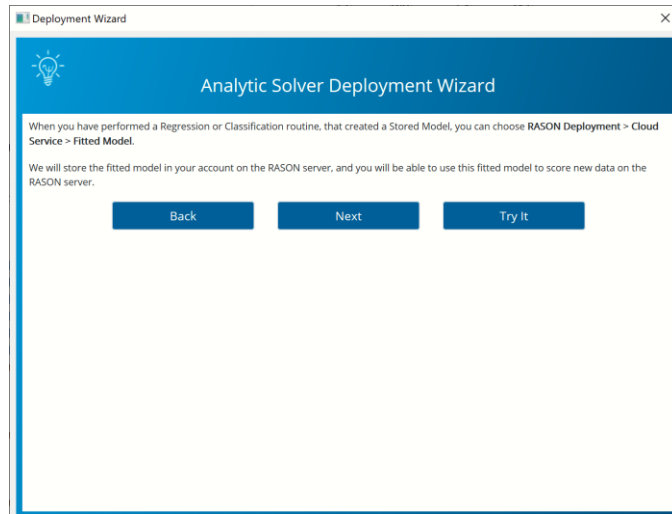 Deployment Wizard
Analytic Solver Deployment Wizard
When you have performed a Regression or Classification routine, that created a Stored Model, you can choose RASON Deployment > Cloud
Service > Fitted Model.
We will store the fitted model in your account on the RASON server, and you will be able to use this fitted model to score new data on the
RASON server.
Back
Next
Try It